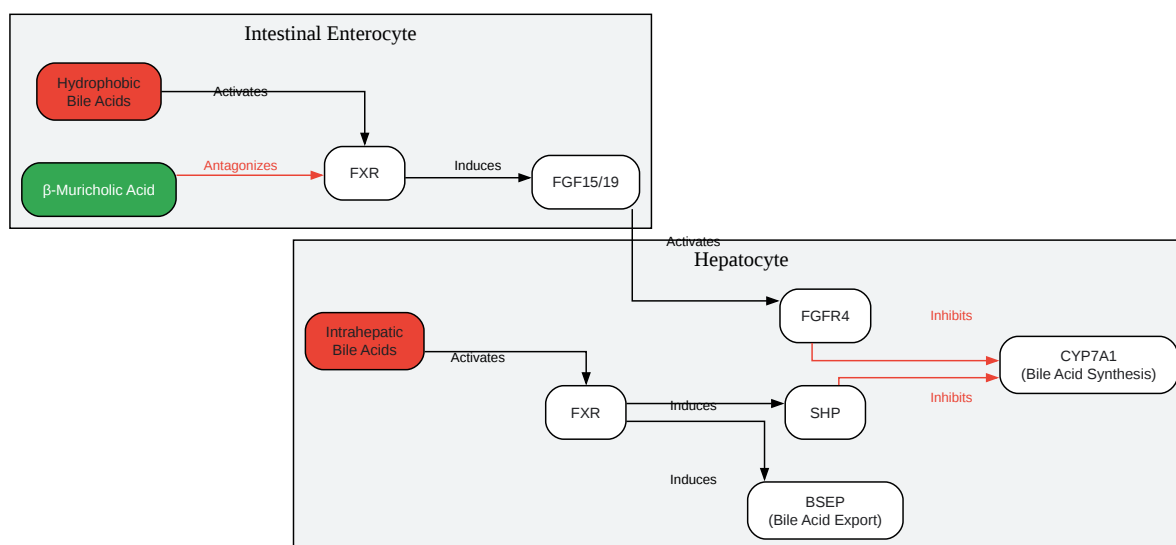 Intestinal Enterocyte
Hydrophobic
Bile Acids
Activates
Antagonizes
β-Muricholic Acid
FXR
Induces
FGF15/19
Activates
Hepatocyte
FGFR4
Inhibits
Intrahepatic
Bile Acids
Activates
CYP7A1
(Bile Acid Synthesis)
FXR
Induces
SHP
Inhibits
Induces
BSEP
(Bile Acid Export)